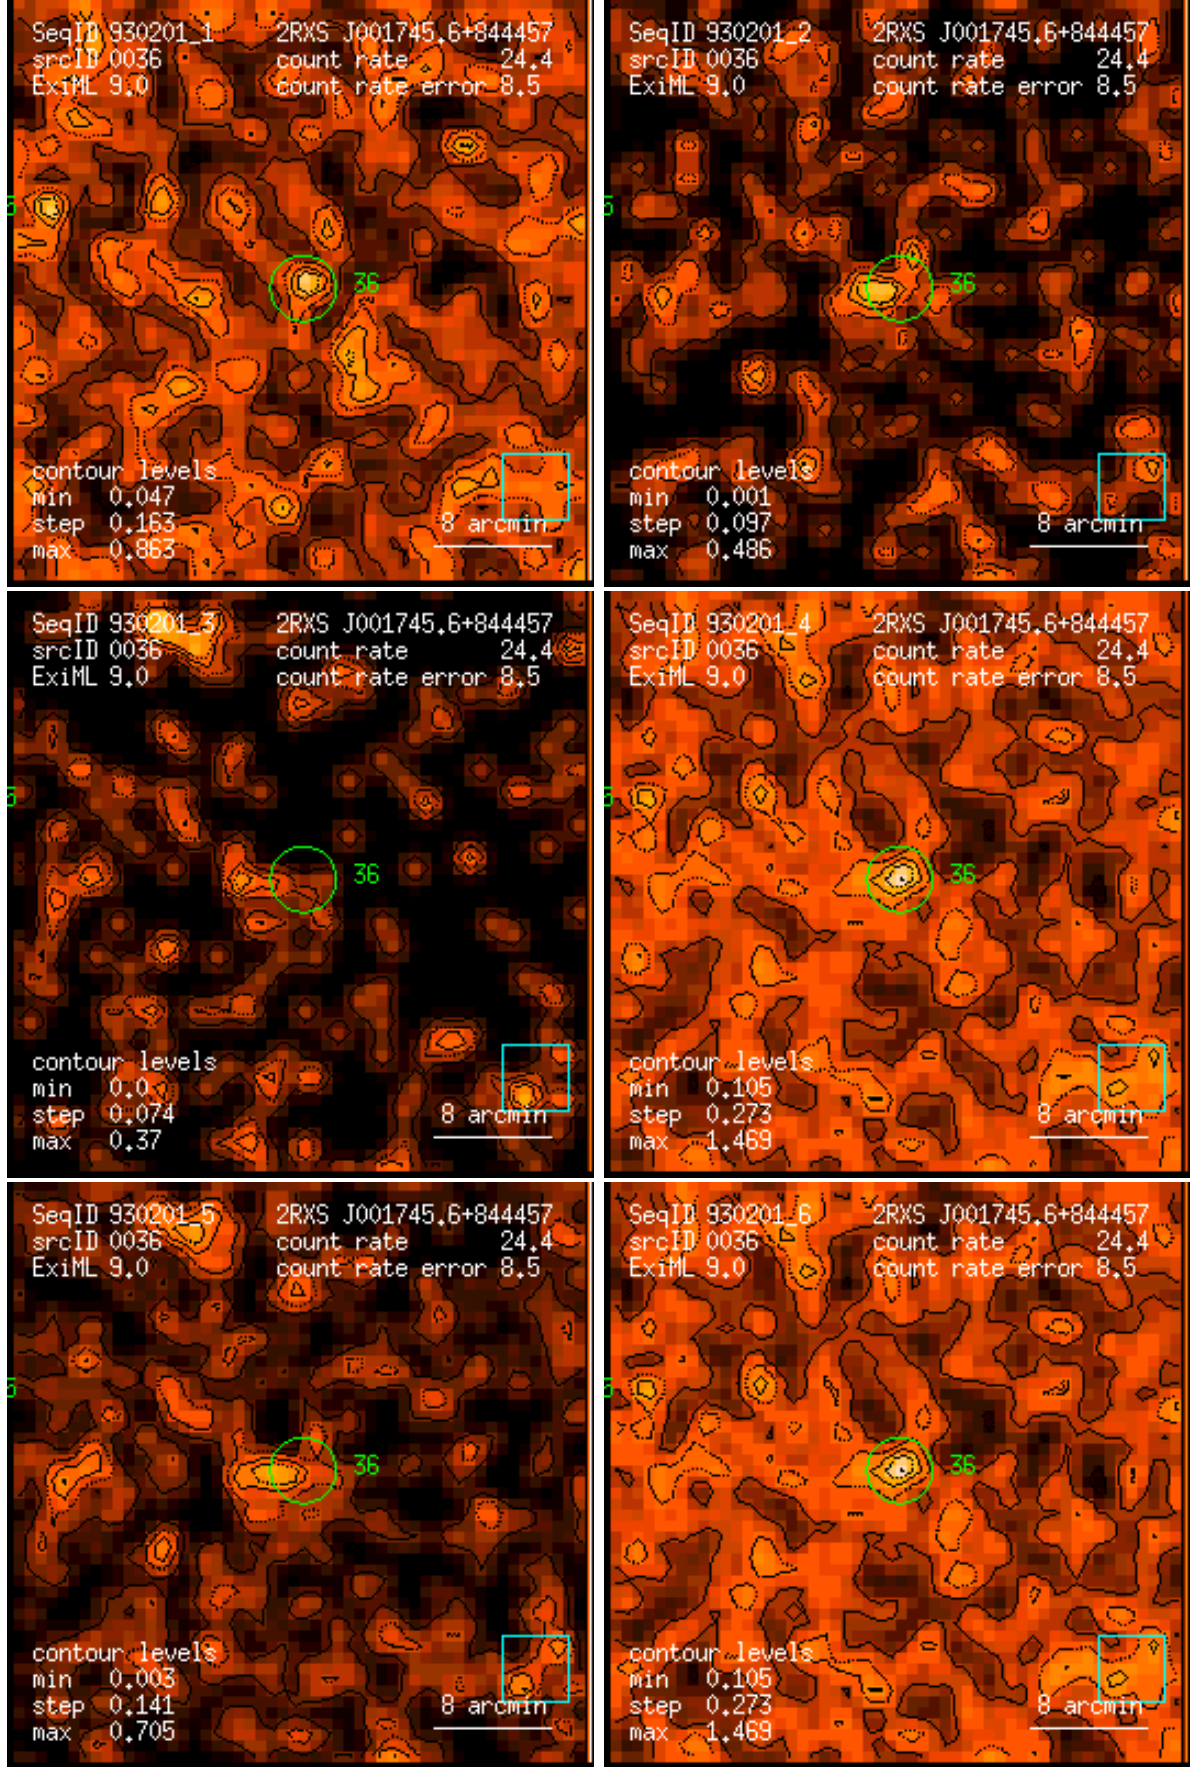 SeqID 930201_1 2RXS J001745.6+844457
srcID 0036 count rate 24.4
ExiML 9.0 count rate error 8.5
36
contour levels
min 0.047
step 0.163
max 0.863
8 arcmin
SeqID 930201_2 2RXS J001745.6+844457
srcID 0036 count rate 24.4
ExiML 9.0 count rate error 8.5
36
contour levels
min 0.001
step 0.097
max 0.486
8 arcmin
SeqID 930201_3 2RXS J001745.6+844457
srcID 0036 count rate 24.4
ExiML 9.0 count rate error 8.5
36
contour levels
min 0.0
step 0.074
max 0.37
8 arcmin
SeqID 930201_4 2RXS J001745.6+844457
srcID 0036 count rate 24.4
ExiML 9.0 count rate error 8.5
36
contour levels
min 0.105
step 0.273
max 1.469
8 arcmin
SeqID 930201_5 2RXS J001745.6+844457
srcID 0036 count rate 24.4
ExiML 9.0 count rate error 8.5
36
contour levels
min 0.003
step 0.141
max 0.705
8 arcmin
SeqID 930201_6 2RXS J001745.6+844457
srcID 0036 count rate 24.4
ExiML 9.0 count rate error 8.5
36
contour levels
min 0.105
step 0.273
max 1.469
8 arcmin